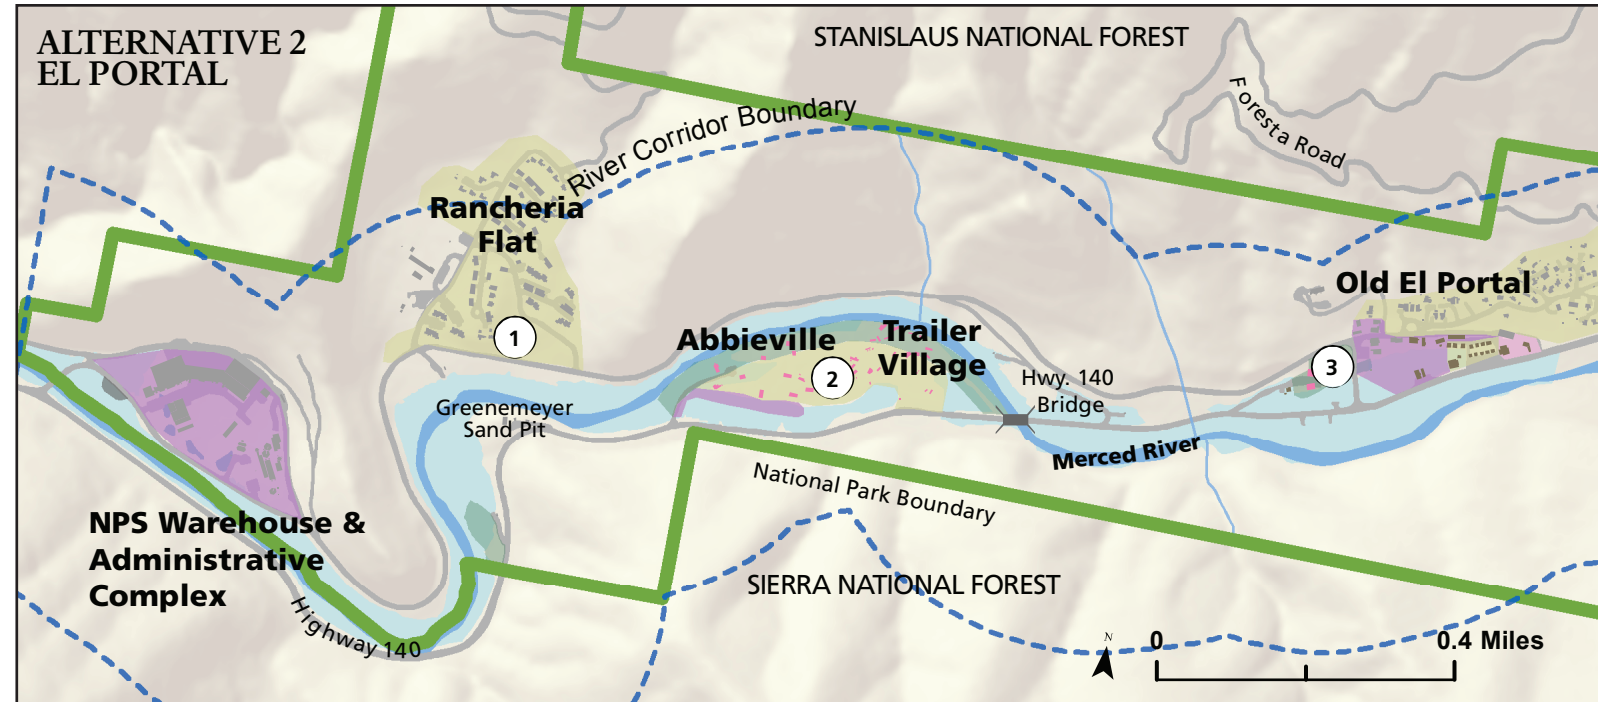 ALTERNATIVE 2
EL PORTAL
STANISLAUS NATIONAL FOREST
Foresta Road
River Corridor Boundary
Rancheria
Flat
1
Old El Portal
Abbieville
Trailer
Village
2
3
Hwy. 140
Bridge
Greenemeyer
Sand Pit
Merced River
National Park Boundary
NPS Warehouse &
Administrative
Complex
Highway 140
SIERRA NATIONAL FOREST
N
0
0.4 Miles